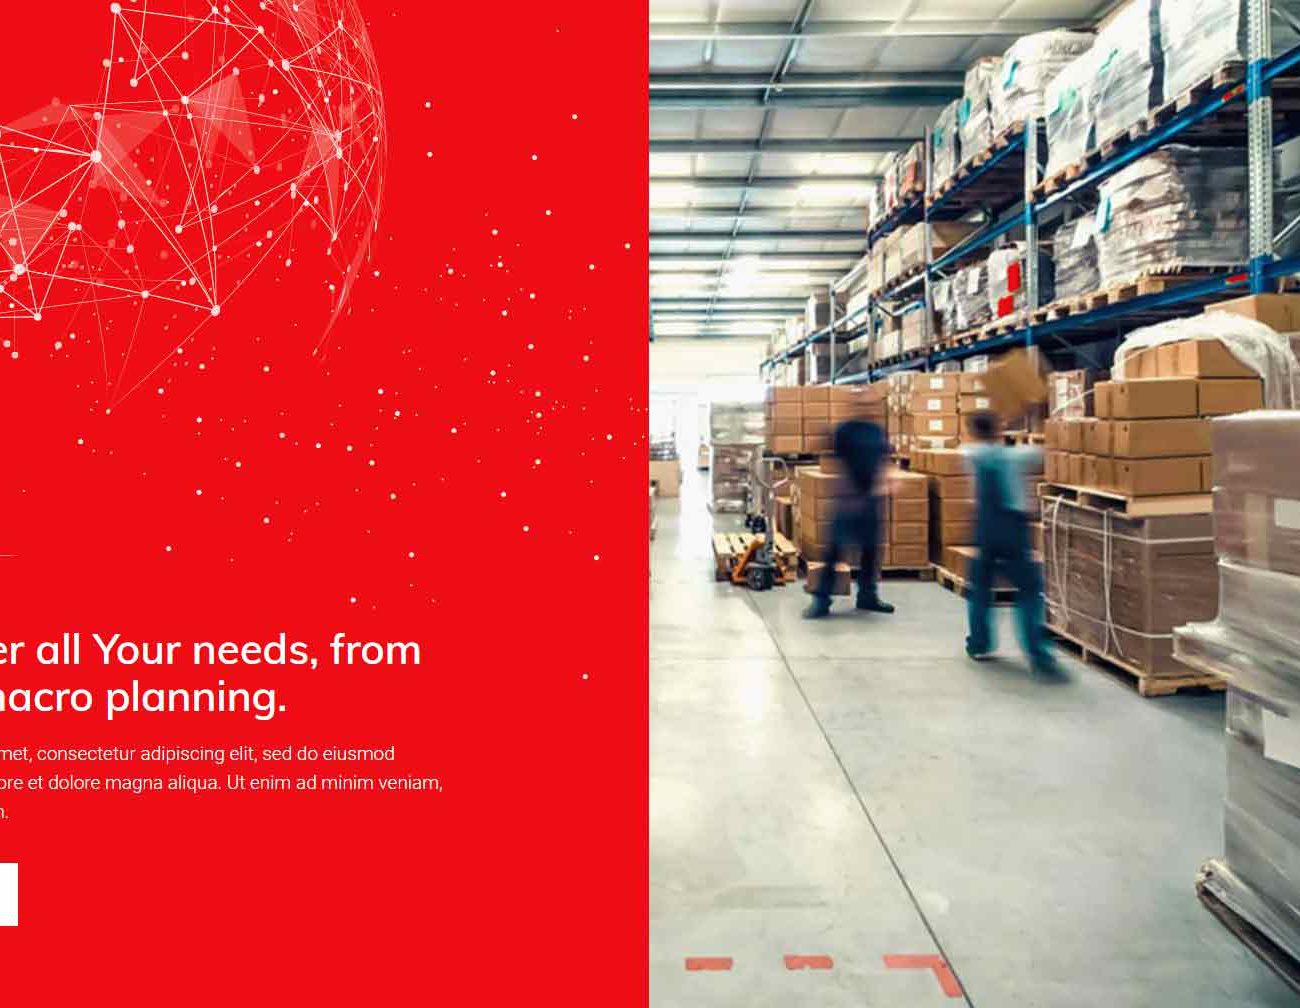 er all Your needs, from
nacro planning.
met, consectetur adipiscing elit, sed do eiusmod
ore et dolore magna aliqua. Ut enim ad minim veniam,
n.